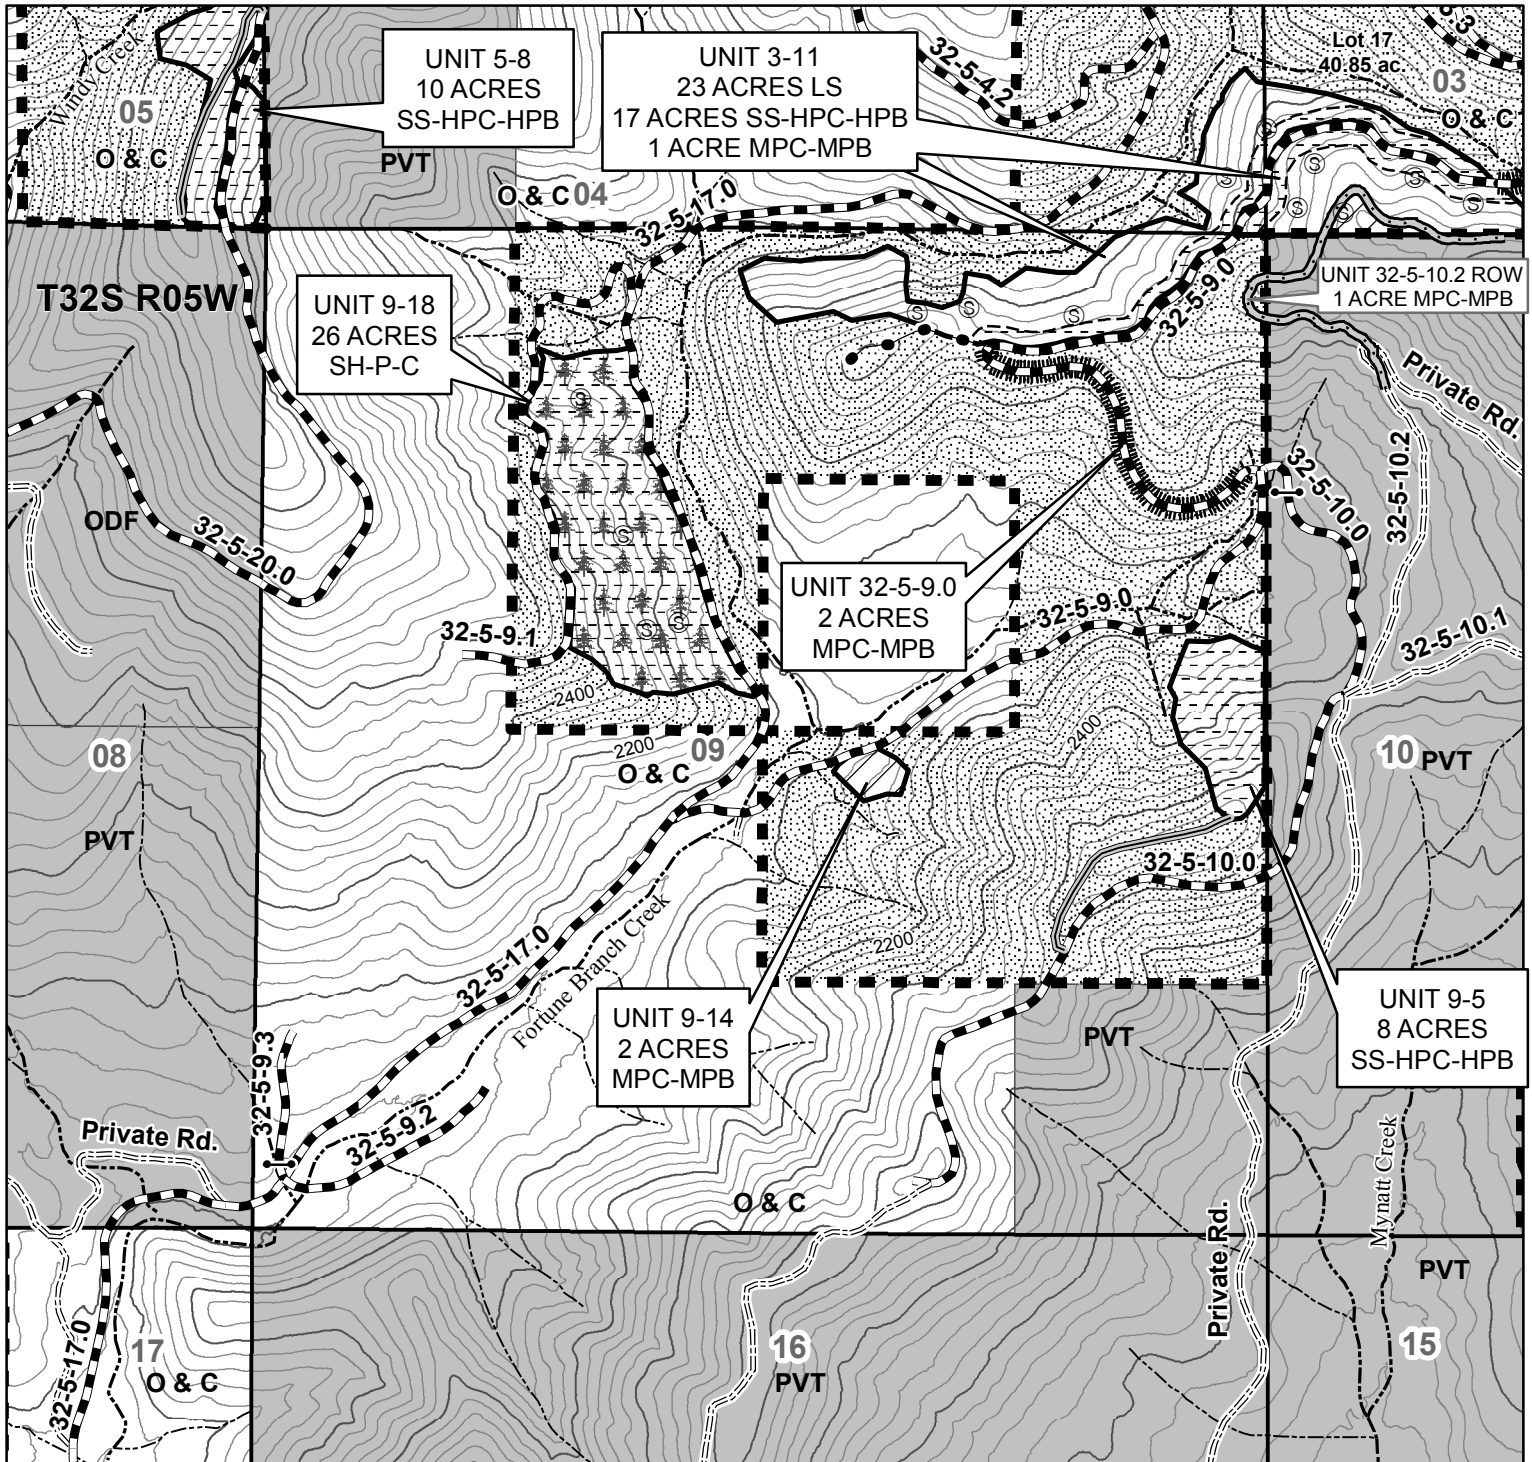 Windy Creek
05
O & C
UNIT 5-8
10 ACRES
SS-HPC-HPB
PVT
UNIT 3-11
23 ACRES LS
17 ACRES SS-HPC-HPB
1 ACRE MPC-MPB
32-5-4.2
Lot 17
40.85 ac.
03
O & C
O & C 04
32-5-17.0
T32S R05W
UNIT 9-18
26 ACRES
SH-P-C
32-5-9.0
UNIT 32-5-10.2 ROW
1 ACRE MPC-MPB
Private Rd.
32-5-10.2
32-5-10.0
ODF
32-5-20.0
UNIT 32-5-9.0
2 ACRES
MPC-MPB
32-5-9.0
32-5-9.1
32-5-10.1
2400
2400
08
2200
09
O & C
10
PVT
PVT
32-5-10.0
Fortune Branch Creek
2200
32-5-17.0
UNIT 9-14
2 ACRES
MPC-MPB
PVT
UNIT 9-5
8 ACRES
SS-HPC-HPB
32-5-9.3
32-5-9.2
Private Rd.
O & C
Private Rd.
Mynatt Creek
PVT
32-5-17.0
17
O & C
16
PVT
15
S
S
S
S
S
S
S
S
S
S
S
S
S
S